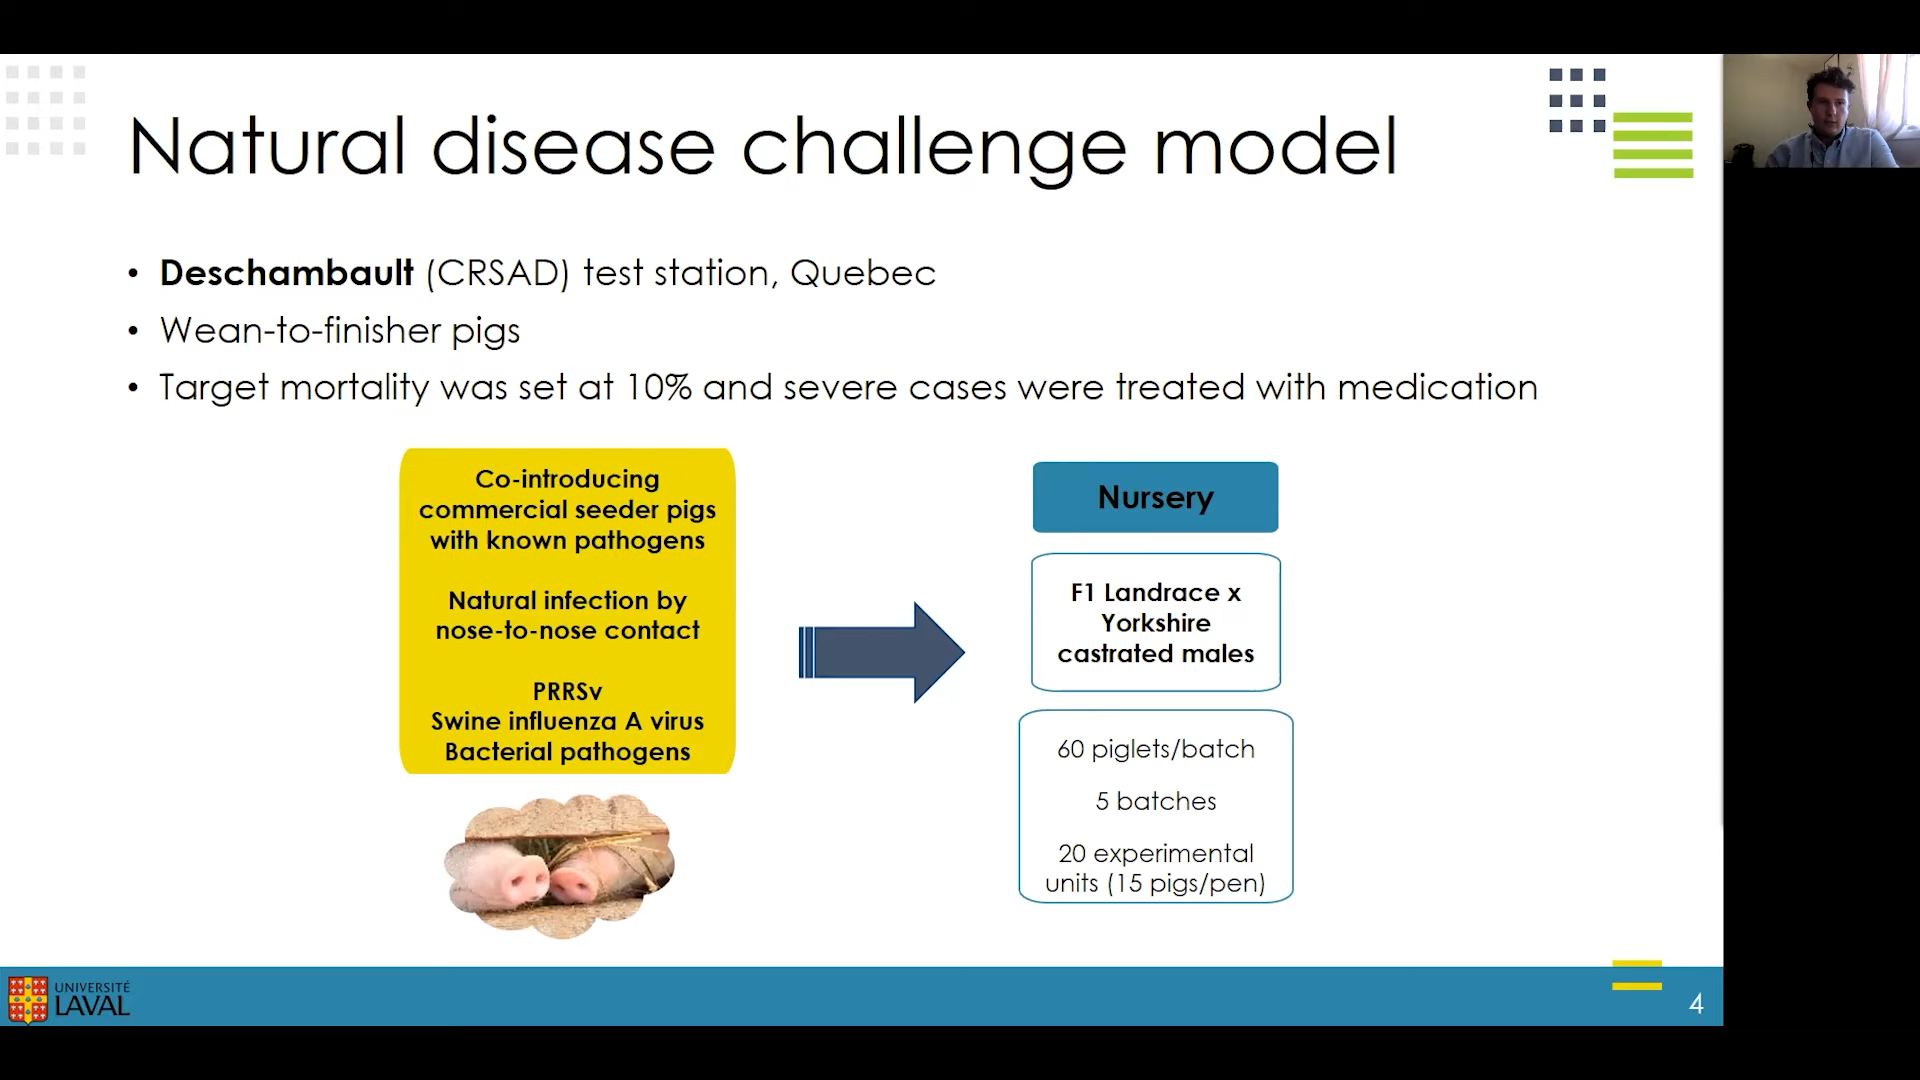 Natural disease challenge model
• Deschambault (CRSAD) test station, Quebec
• Wean-to-finisher pigs
• Target mortality was set at 10% and severe cases were treated with medication
Co-introducing
commercial seeder pigs
with known pathogens
Natural infection by
nose-to-nose contact
PRRSv
Swine influenza A virus
Bacterial pathogens
Nursery
F1 Landrace x
Yorkshire
castrated males
60 piglets/batch
5 batches
20 experimental
units (15 pigs/pen)
UNIVERSITÉ
LAVAL
4